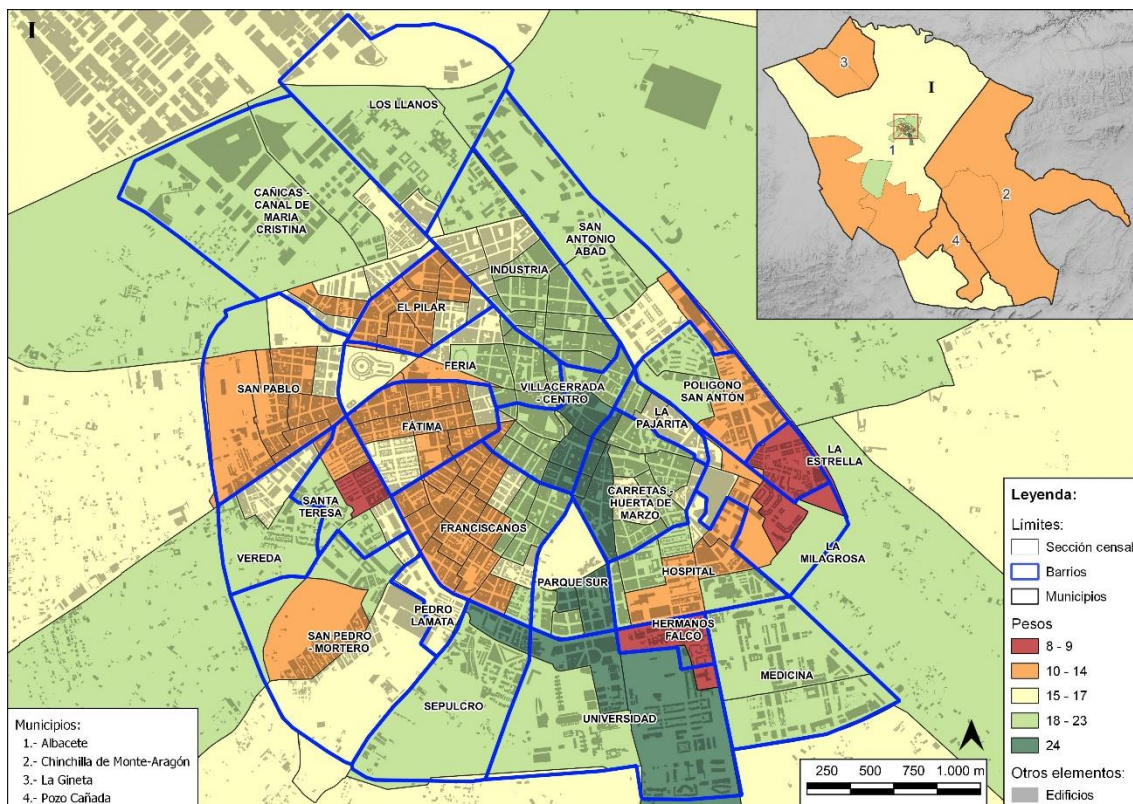 I
LOS LLANOS
CAÑICAS -
CANAL DE
MARIA
CRISTINA
SAN
ANTONIO
ABAD
INDUSTRIA
EL PILAR
FERIA
SAN PABLO
VILLACERRADA
- CENTRO
POLIGONO
SAN ANTÓN
LA
PAJARITA
FÁTIMA
LA
ESTRELLA
SANTA
TERESA
CARRETAS -
HUERTA DE
MARZO
FRANCISCANOS
VEREDA
LA
MILAGROSA
HOSPITAL
PARQUE SUR
PEDRO
LAMATA
SAN PEDRO
- MORTERO
HERMANOS
FALCÓ
MEDICINA
SEPULCRO
UNIVERSIDAD
3
I
1
2
4
Leyenda:
Límites:
Sección censal
Barrios
Municipios
Pesos
8 - 9
10 - 14
15 - 17
18 - 23
24
Otros elementos:
Edificios
250 500 750 1.000 m
Municipios:
1.- Albacete
2.- Chinchilla de Monte-Aragón
3.- La Gineta
4.- Pozo Cañada